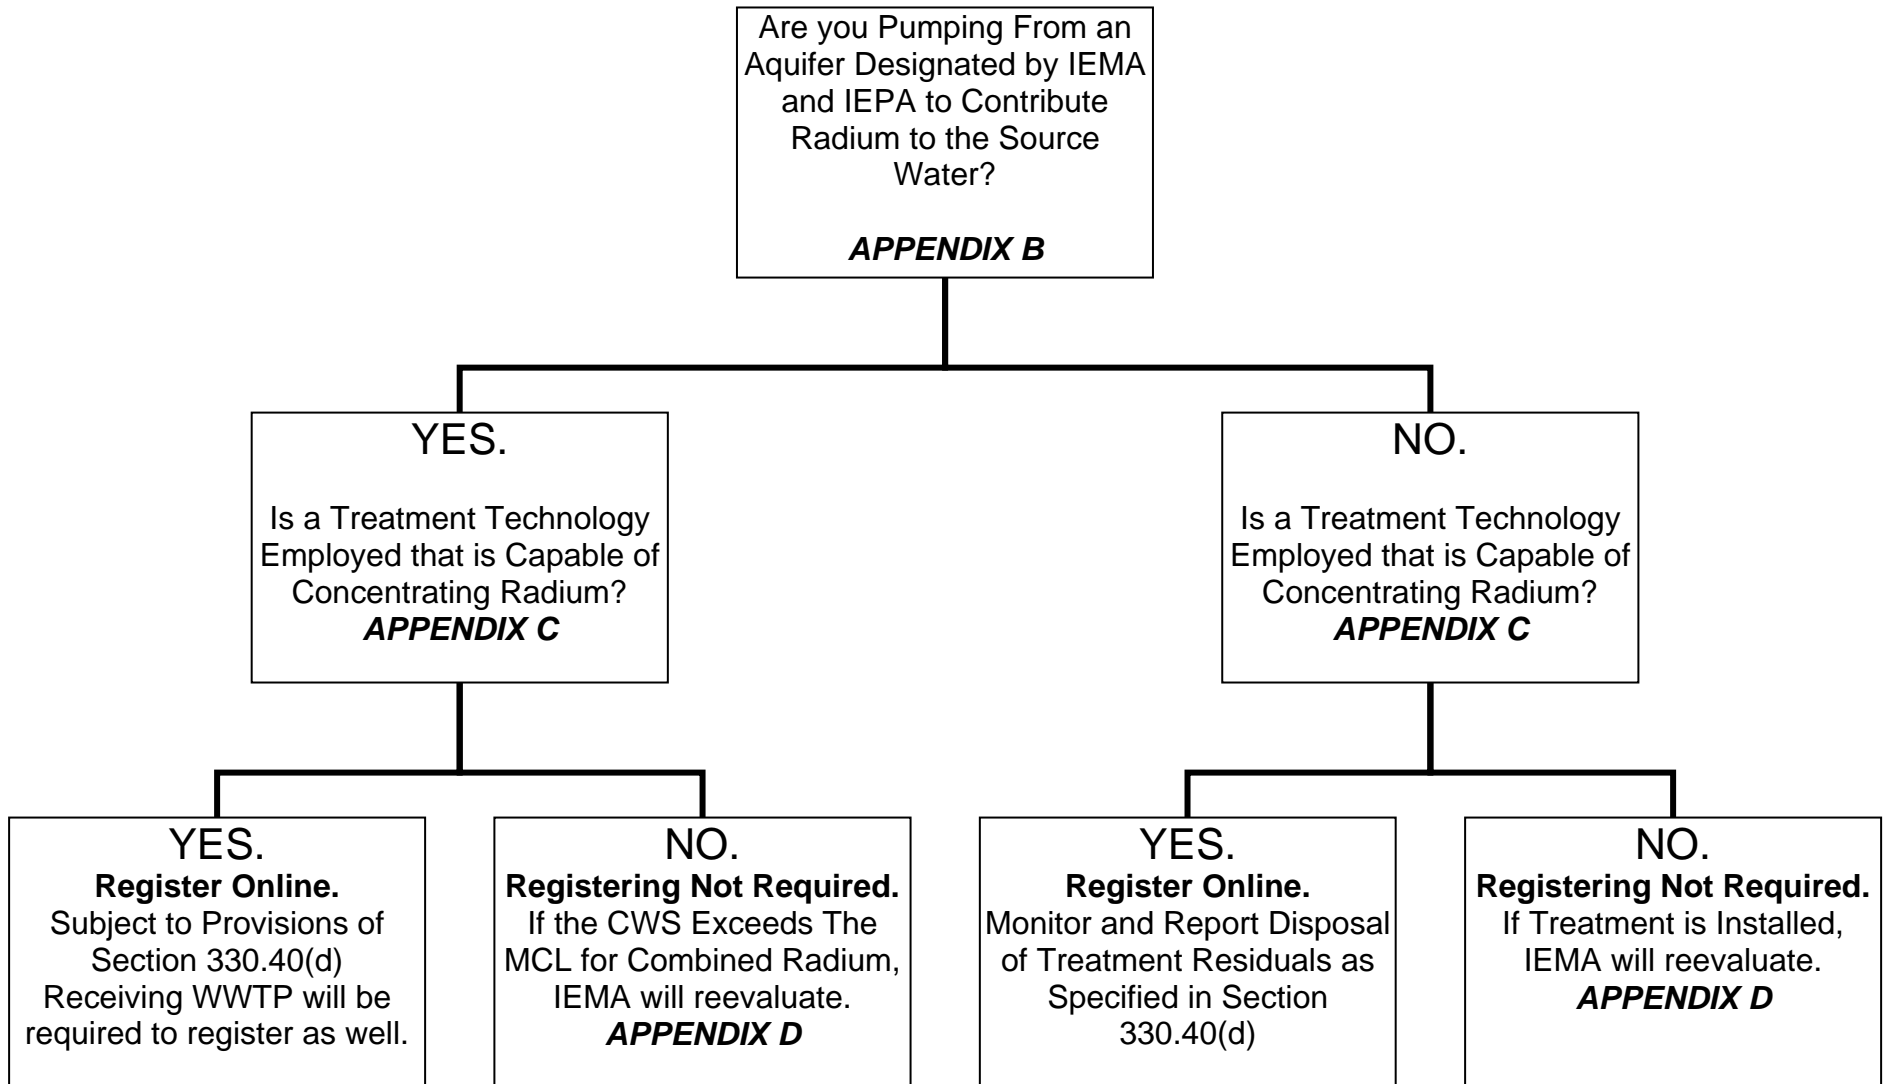 Are you Pumping From an
Aquifer Designated by IEMA
and IEPA to Contribute
Radium to the Source
Water?
APPENDIX B
YES.
Is a Treatment Technology
Employed that is Capable of
Concentrating Radium?
APPENDIX C
NO.
Is a Treatment Technology
Employed that is Capable of
Concentrating Radium?
APPENDIX C
YES.
Register Online.
Subject to Provisions of
Section 330.40(d)
Receiving WWTP will be
required to register as well.
NO.
Registering Not Required.
If the CWS Exceeds The
MCL for Combined Radium,
IEMA will reevaluate.
APPENDIX D
YES.
Register Online.
Monitor and Report Disposal
of Treatment Residuals as
Specified in Section
330.40(d)
NO.
Registering Not Required.
If Treatment is Installed,
IEMA will reevaluate.
APPENDIX D